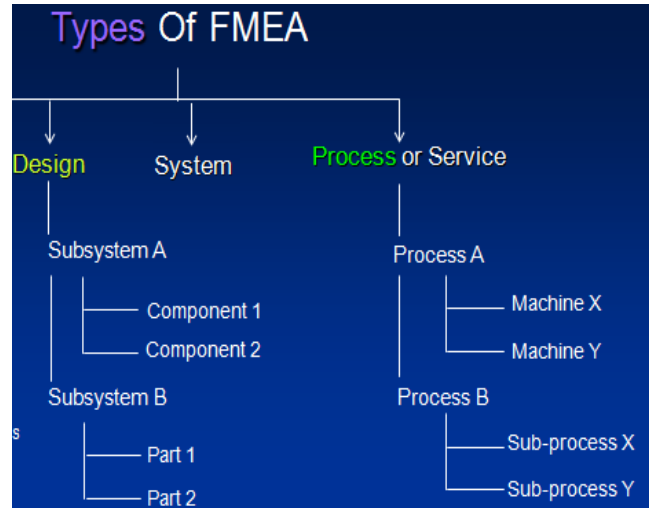 Types Of FMEA
Design
System
Process or Service
Subsystem A
Component 1
Component 2
Subsystem B
Part 1
Part 2
Process A
Machine X
Machine Y
Process B
Sub-process X
Sub-process Y
s